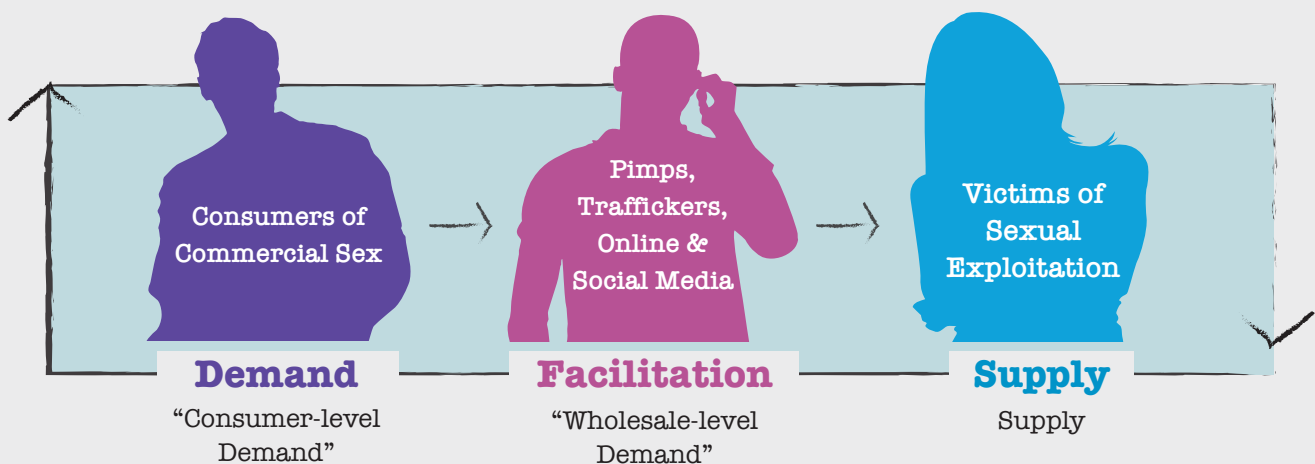 Consumers of
Commercial Sex
Pimps,
Traffickers,
Online &
Social Media
Victims of
Sexual
Exploitation
Demand
Facilitation
Supply
“Consumer-level
Demand”
“Wholesale-level
Demand”
Supply